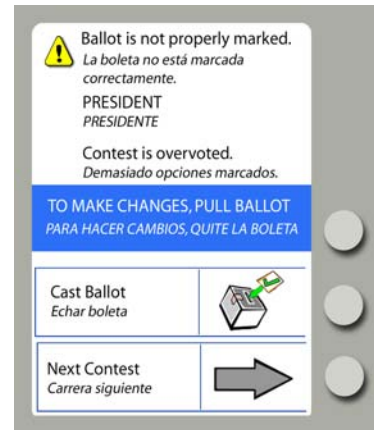 Ballot is not properly marked.
La boleta no está marcada
correctamente.
PRESIDENT
PRESIDENTE
Contest is overvoted.
Demasiado opciones marcados.
TO MAKE CHANGES, PULL BALLOT
PARA HACER CAMBIOS, QUITE LA BOLETA
Cast Ballot
Echar boleta
Next Contest
Carrera siguiente